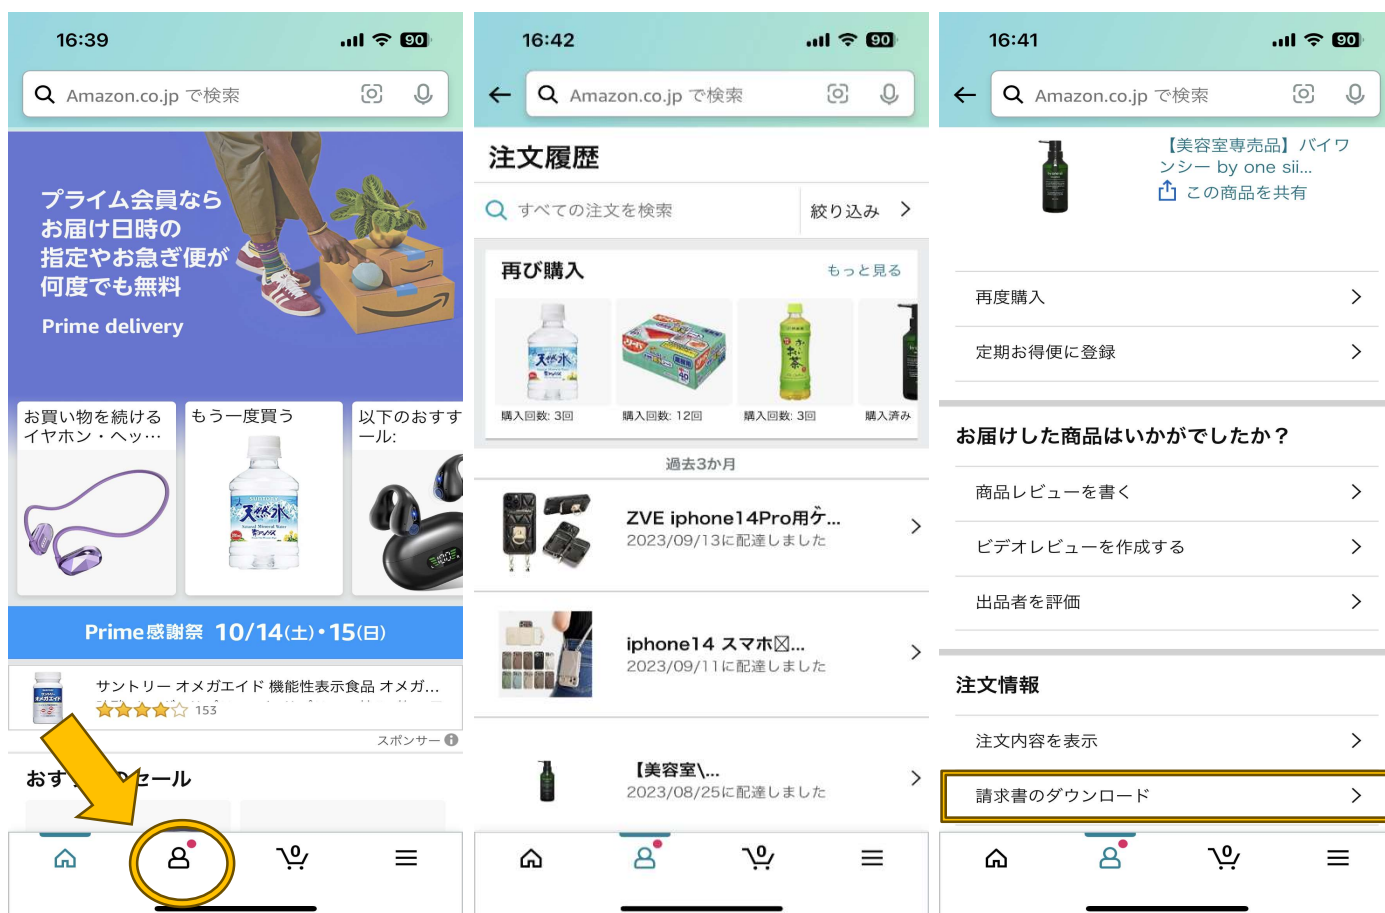 16:39
90
Amazon.co.jp で検索
プライム会員なら
お届け日時の
指定やお急ぎ便が
何度でも無料
Prime delivery
お買い物を続ける
イヤホン・ヘッ…
もう一度買う
以下のおすす
ール:
SUNTORY
天然水
Prime感謝祭 10/14(土)・15(日)
サントリー オメガエイド 機能性表示食品 オメガ...
153
スポンサー
おす
のセール
0
16:42
90
Amazon.co.jp で検索
注文履歴
すべての注文を検索
絞り込み
再び購入
もっと見る
天然水
お〜いお茶
購入回数: 3回
購入回数: 12回
購入回数: 3回
購入済み
過去3か月
ZVE iphone14Pro用ケ...
2023/09/13に配達しました
iphone14 スマホ☒...
2023/09/11に配達しました
【美容室\...
2023/08/25に配達しました
0
16:41
90
Amazon.co.jp で検索
【美容室専売品】バイワ
ンシー by one sii...
この商品を共有
再度購入
定期お得便に登録
お届けした商品はいかがでしたか？
商品レビューを書く
ビデオレビューを作成する
出品者を評価
注文情報
注文内容を表示
請求書のダウンロード
0